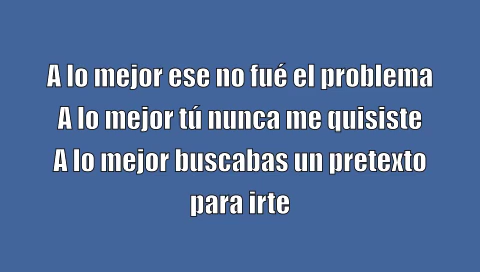 A lo mejor ese no fué el problema
A lo mejor tú nunca me quisiste
A lo mejor buscabas un pretexto
para irte